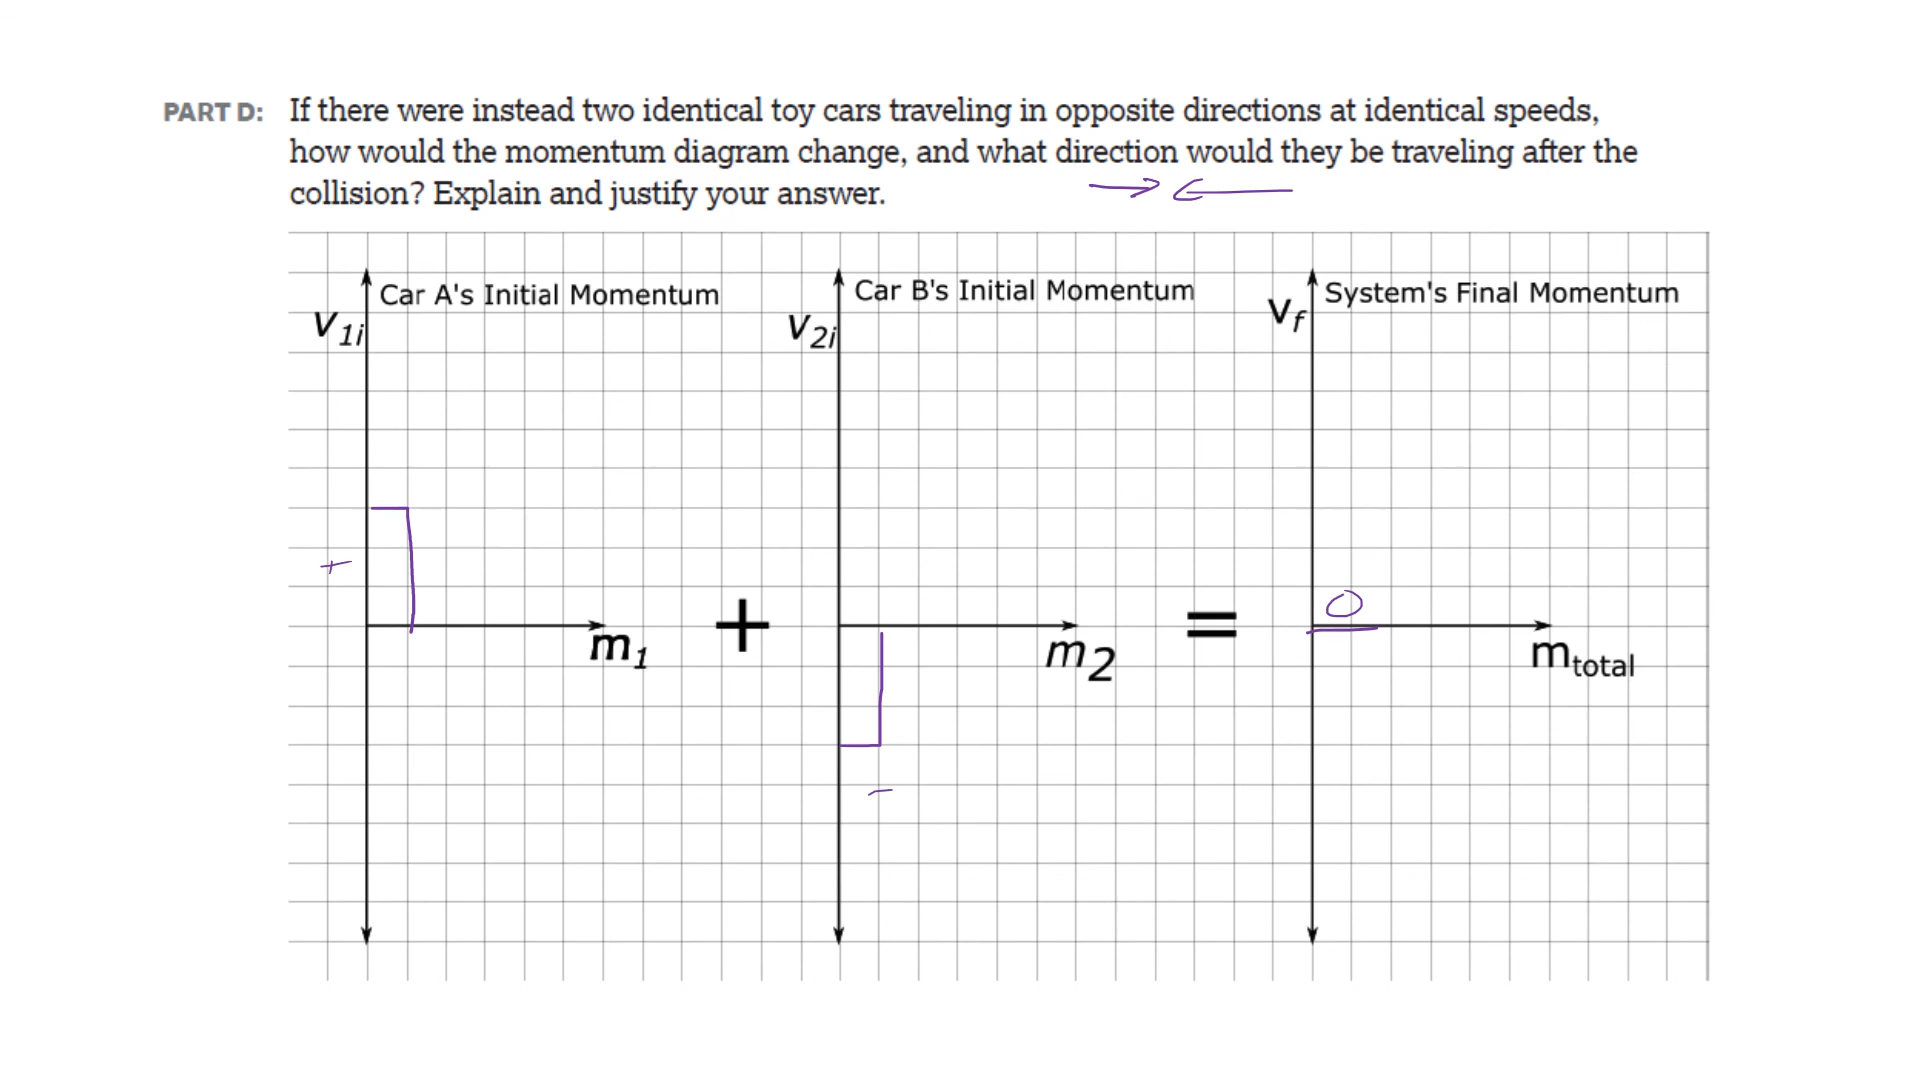 PART D: If there were instead two identical toy cars traveling in opposite directions at identical speeds,
how would the momentum diagram change, and what direction would they be traveling after the
collision? Explain and justify your answer.
Car A's Initial Momentum
Car B's Initial Momentum
System's Final Momentum
V1i
V2i
Vf
+
0
m1
+
m2
=
mtotal
-